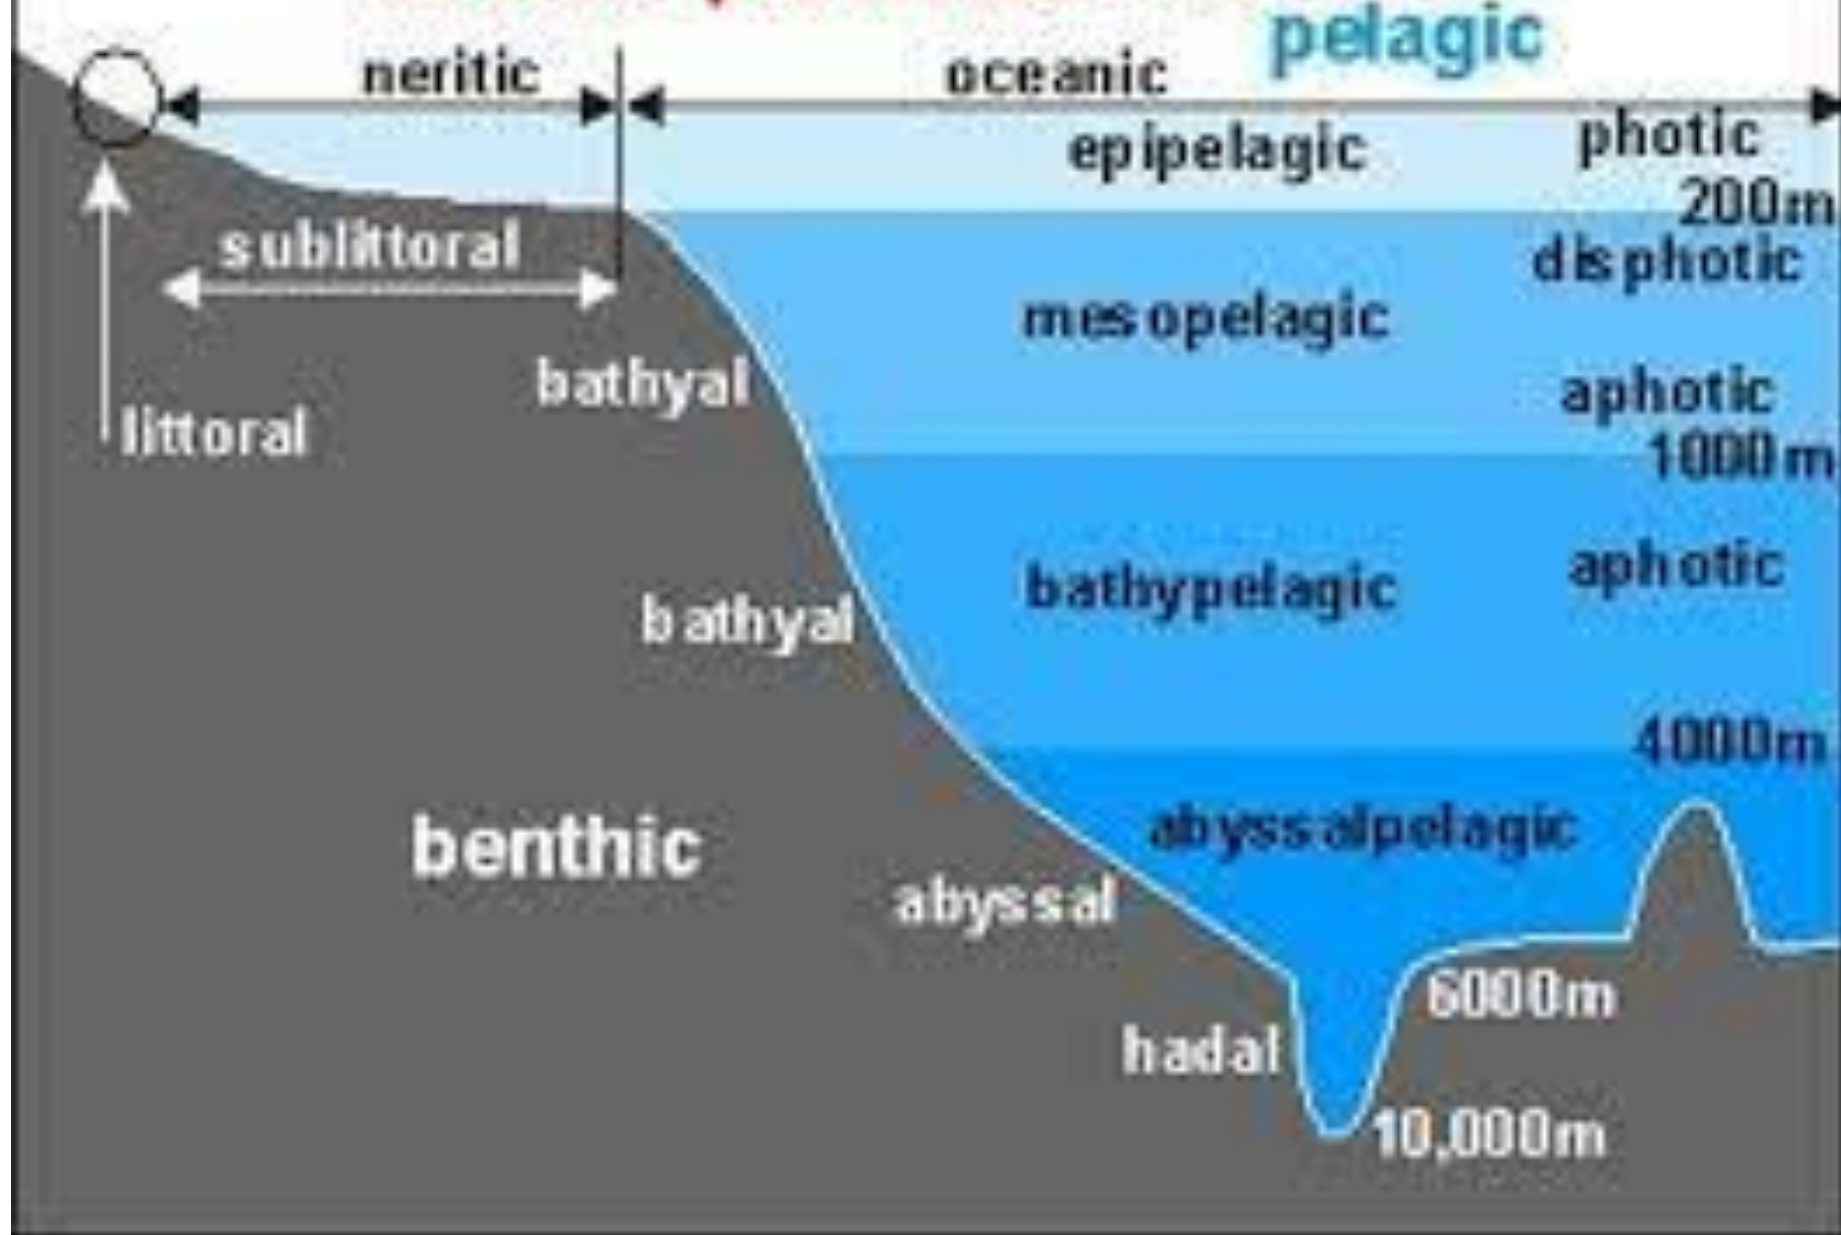 pelagic
neritic
oceanic
epipelagic
photic
200m
sublittoral
disphotic
mesopelagic
bathyal
aphotic
littoral
1000m
bathypelagic
aphotic
bathyal
4000m
benthic
abyssalpelagic
abyssal
6000m
hadal
10,000m